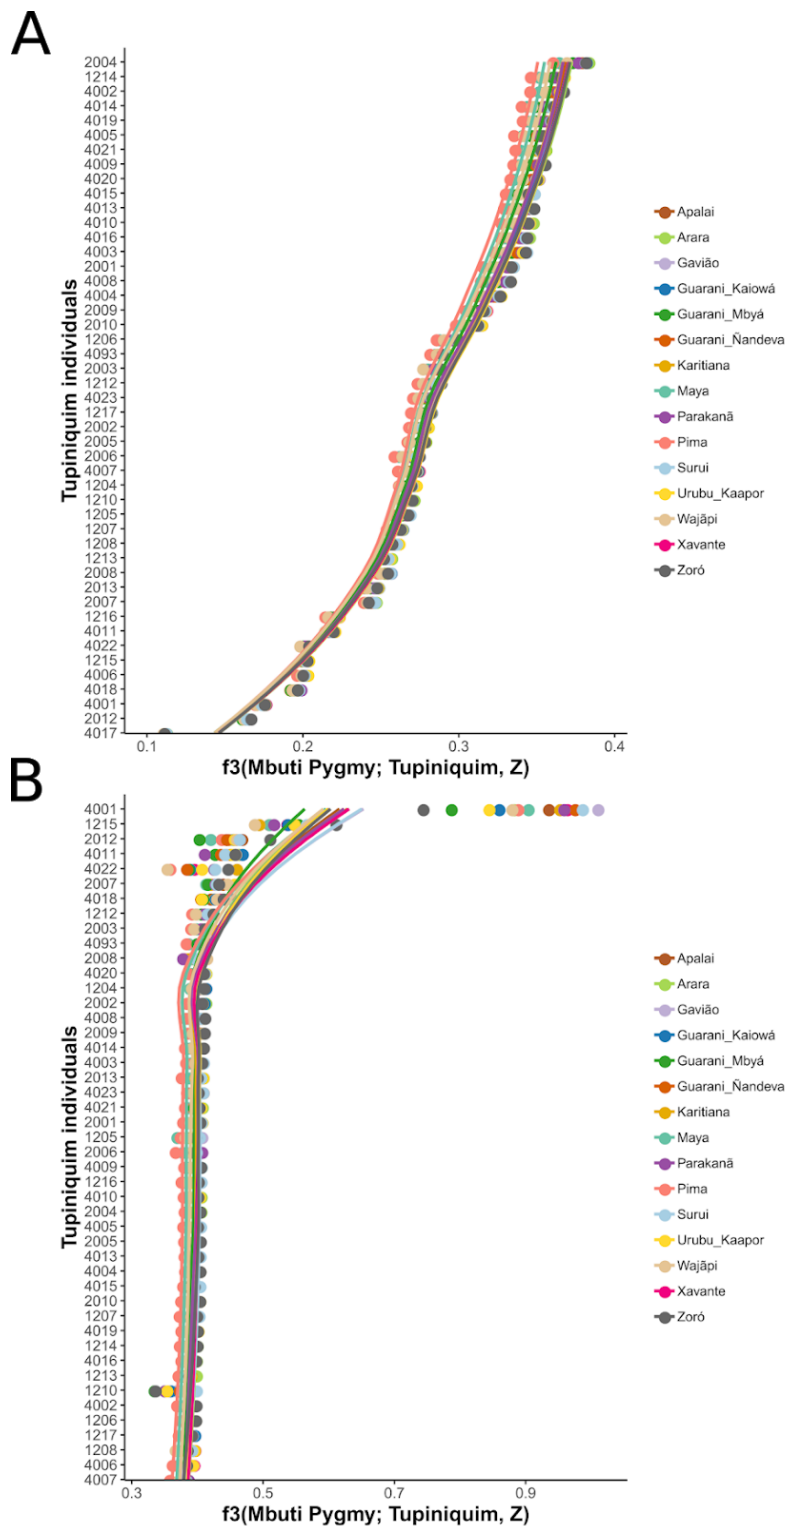 A
Tupiniquim individuals
2004
1214
4002
4014
4019
4005
4021
4009
4020
4015
4013
4010
4016
4003
2001
4008
4004
2009
2010
1206
4093
2003
1212
4023
1217
2002
2005
2006
4007
1204
1210
1205
1207
1208
1213
2008
2013
2007
1216
4011
4022
1215
4006
4018
4001
2012
4017
0.1 0.2 0.3 0.4
f3(Mbuti Pygmy; Tupiniquim, Z)
Apalai
Arara
Gavião
Guarani_Kaiowá
Guarani_Mbyá
Guarani_Ñandeva
Karitiana
Maya
Parakanã
Pima
Surui
Urubu_Kaapor
Wajãpi
Xavante
Zoró
B
Tupiniquim individuals
4001
1215
2012
4011
4022
2007
4018
1212
2003
4093
2008
4020
1204
2002
4008
2009
4014
4003
2013
4023
4021
2001
1205
2006
4009
1216
4010
2004
4005
2005
4013
4004
4015
2010
1207
4019
1214
4016
1213
1210
4002
1206
1217
1208
4006
4007
0.3 0.5 0.7 0.9
f3(Mbuti Pygmy; Tupiniquim, Z)
Apalai
Arara
Gavião
Guarani_Kaiowá
Guarani_Mbyá
Guarani_Ñandeva
Karitiana
Maya
Parakanã
Pima
Surui
Urubu_Kaapor
Wajãpi
Xavante
Zoró